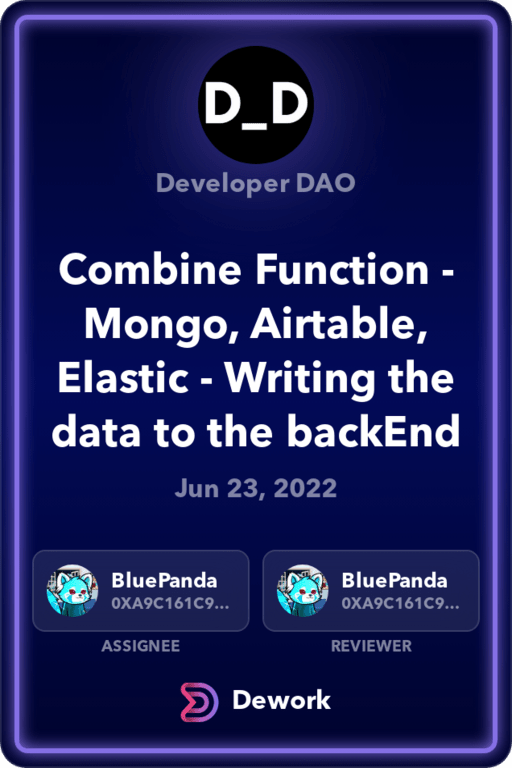 D_D
Developer DAO
Combine Function -
Mongo, Airtable,
Elastic - Writing the
data to the backEnd
Jun 23, 2022
BluePanda
0XA9C161C9...
ASSIGNEE
BluePanda
0XA9C161C9...
REVIEWER
Dework